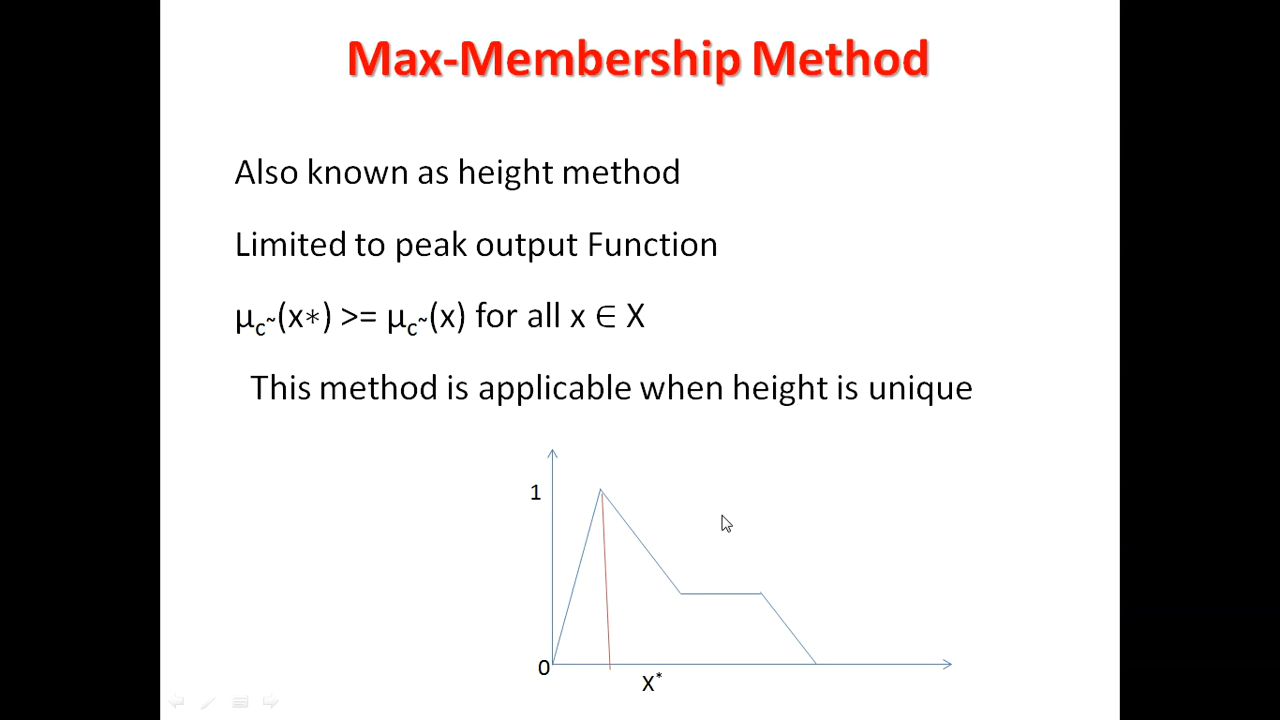 Max-Membership Method
Also known as height method
Limited to peak output Function
μc~(x∗) >= μc~(x) for all x ∈ X
This method is applicable when height is unique
1
0
X*